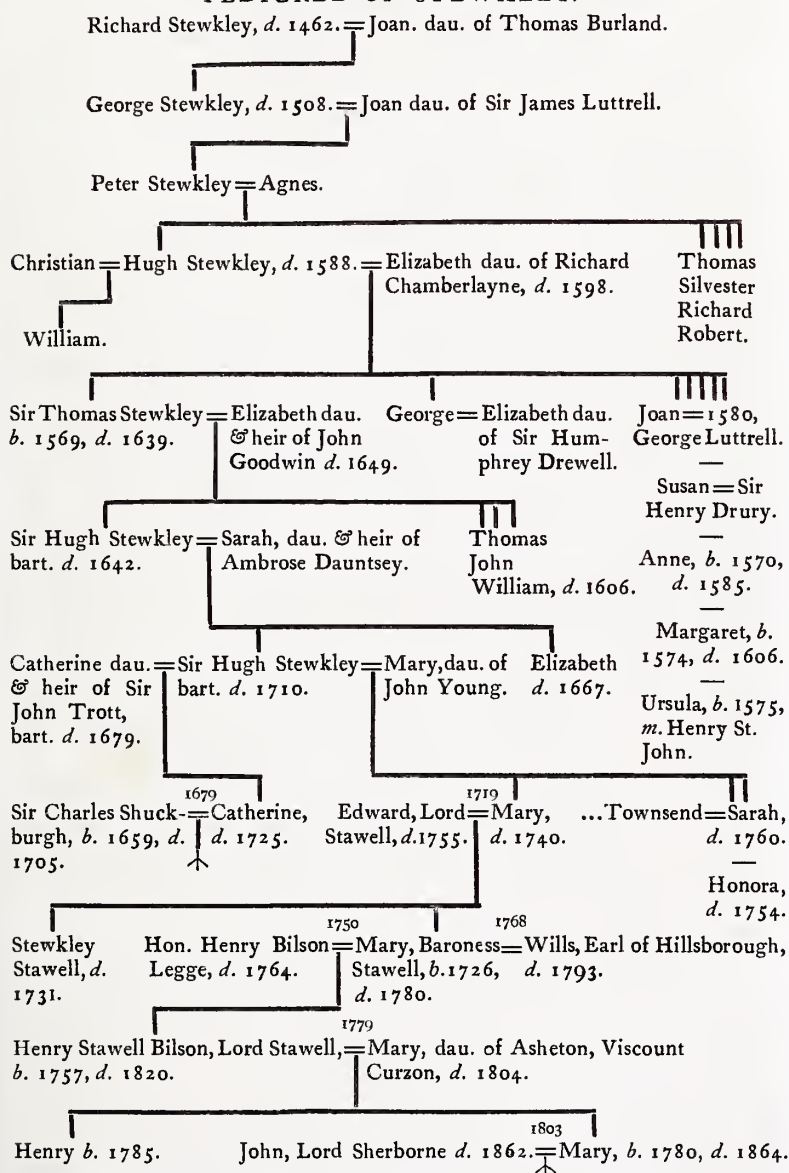 Richard Stewkley, d. 1462.=Joan. dau. of Thomas Burland.
George Stewkley, d. 1508.=Joan dau. of Sir James Luttrell.
Peter Stewkley=Agnes.
Christian=Hugh Stewkley, d. 1588.=Elizabeth dau. of Richard
Chamberlayne, d. 1598.
Thomas
Silvester
Richard
Robert.
William.
Sir Thomas Stewkley=Elizabeth dau.
b. 1569, d. 1639.
& heir of John
Goodwin d. 1649.
George=Elizabeth dau.
of Sir Hum-
phrey Drewell.
Joan=1580,
George Luttrell.
—
Susan=Sir
Henry Drury.
—
Anne, b. 1570,
d. 1585.
—
Margaret, b.
1574, d. 1606.
—
Ursula, b. 1575,
m. Henry St.
John.
Sir Hugh Stewkley=Sarah, dau. & heir of
bart. d. 1642.
Ambrose Dauntsey.
Thomas
John
William, d. 1606.
Catherine dau.=Sir Hugh Stewkley=Mary, dau. of
& heir of Sir
John Trott,
bart. d. 1679.
bart. d. 1710.
John Young.
Elizabeth
d. 1667.
1679
Sir Charles Shuck-=Catherine,
burgh, b. 1659, d.
1705.
d. 1725.
1719
Edward, Lord=Mary,
Stawell, d. 1755.
d. 1740.
...Townsend=Sarah,
d. 1760.
—
Honora,
d. 1754.
Stewkley
Stawell, d.
1731.
1750
1768
Hon. Henry Bilson=Mary, Baroness=Wills, Earl of Hillsborough,
Legge, d. 1764.
Stawell, b. 1726,
d. 1780.
d. 1793.
1779
Henry Stawell Bilson, Lord Stawell,=Mary, dau. of Asheton, Viscount
b. 1757, d. 1820.
Curzon, d. 1804.
1803
Henry b. 1785.
John, Lord Sherborne d. 1862.=Mary, b. 1780, d. 1864.